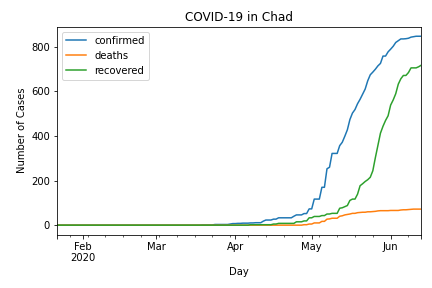 COVID-19 in Chad
confirmed
deaths
recovered
Number of Cases
800
600
400
200
0
Feb
2020
Mar
Apr
May
Jun
Day